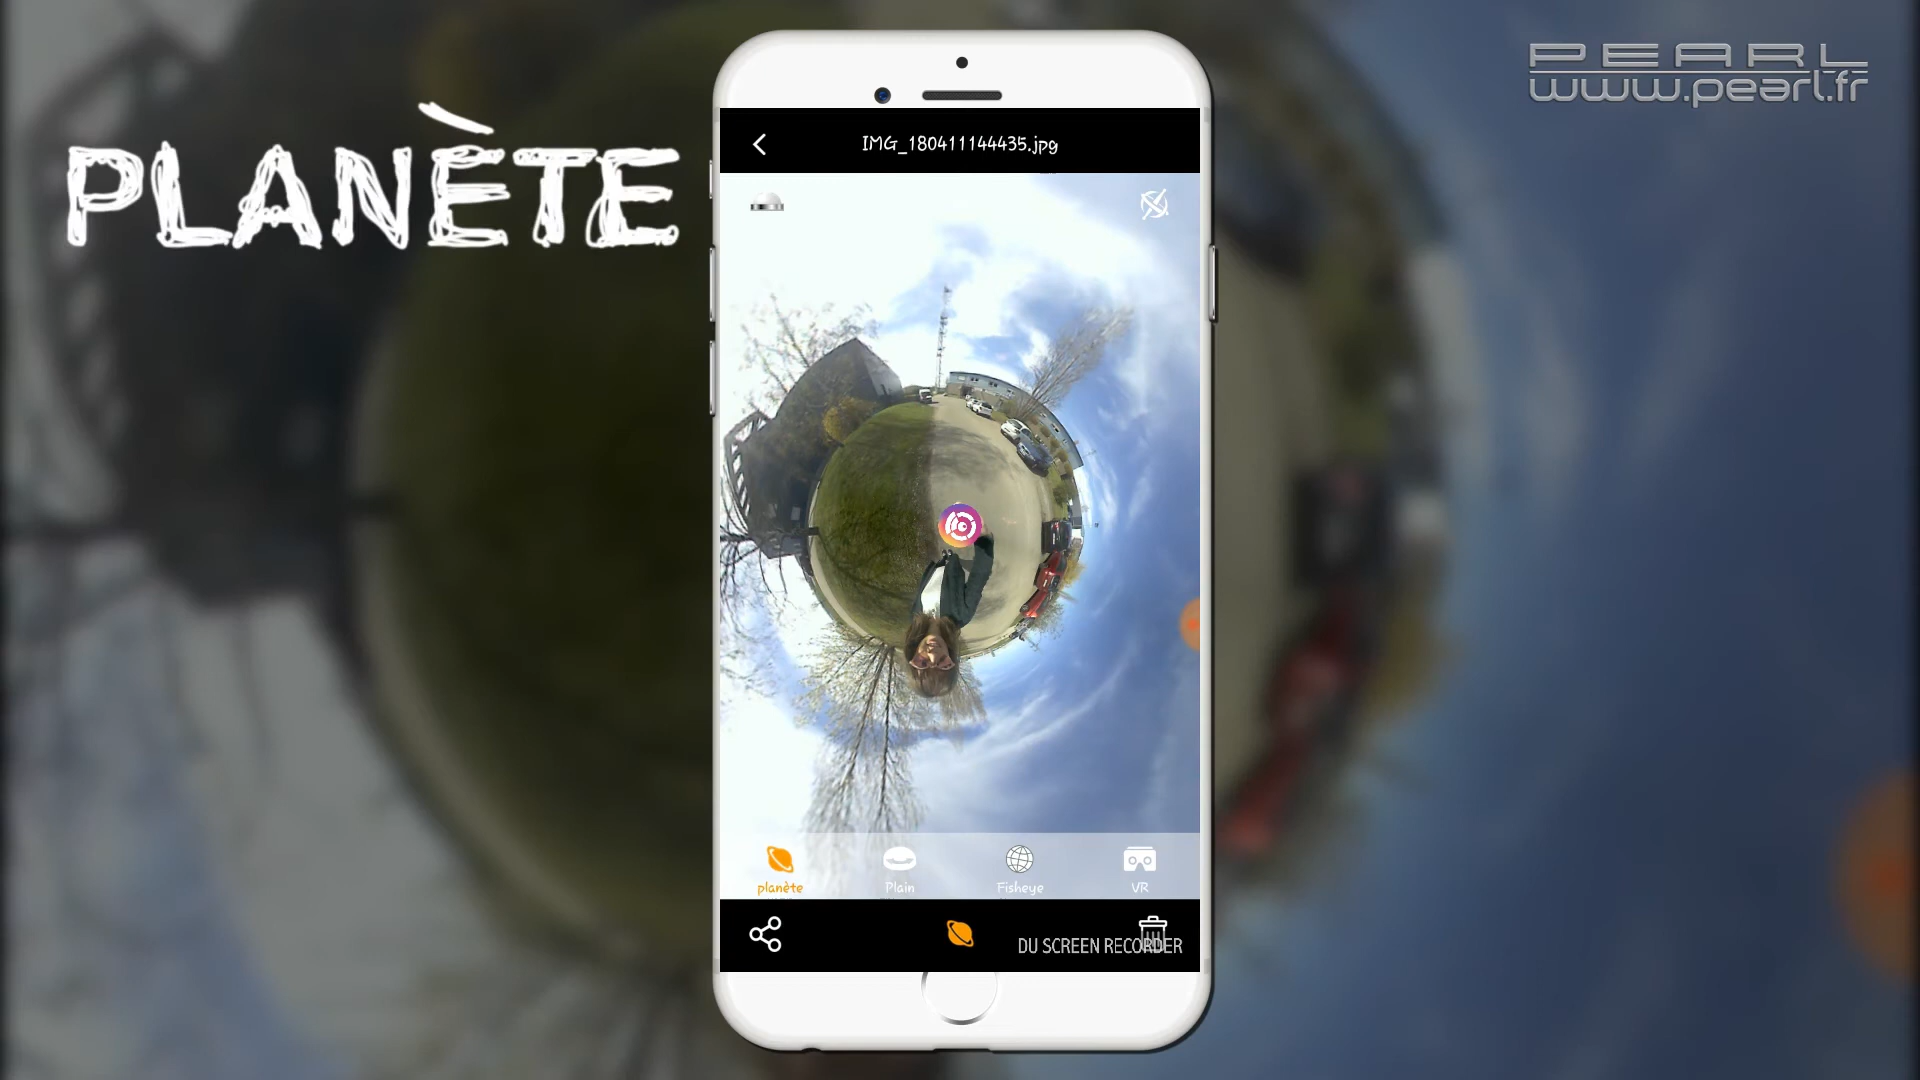 PLANÈTE
PEARL
www.pearl.fr
IMG_180411144435.jpg
planète
Plain
Fisheye
VR
DU SCREEN RECORDER